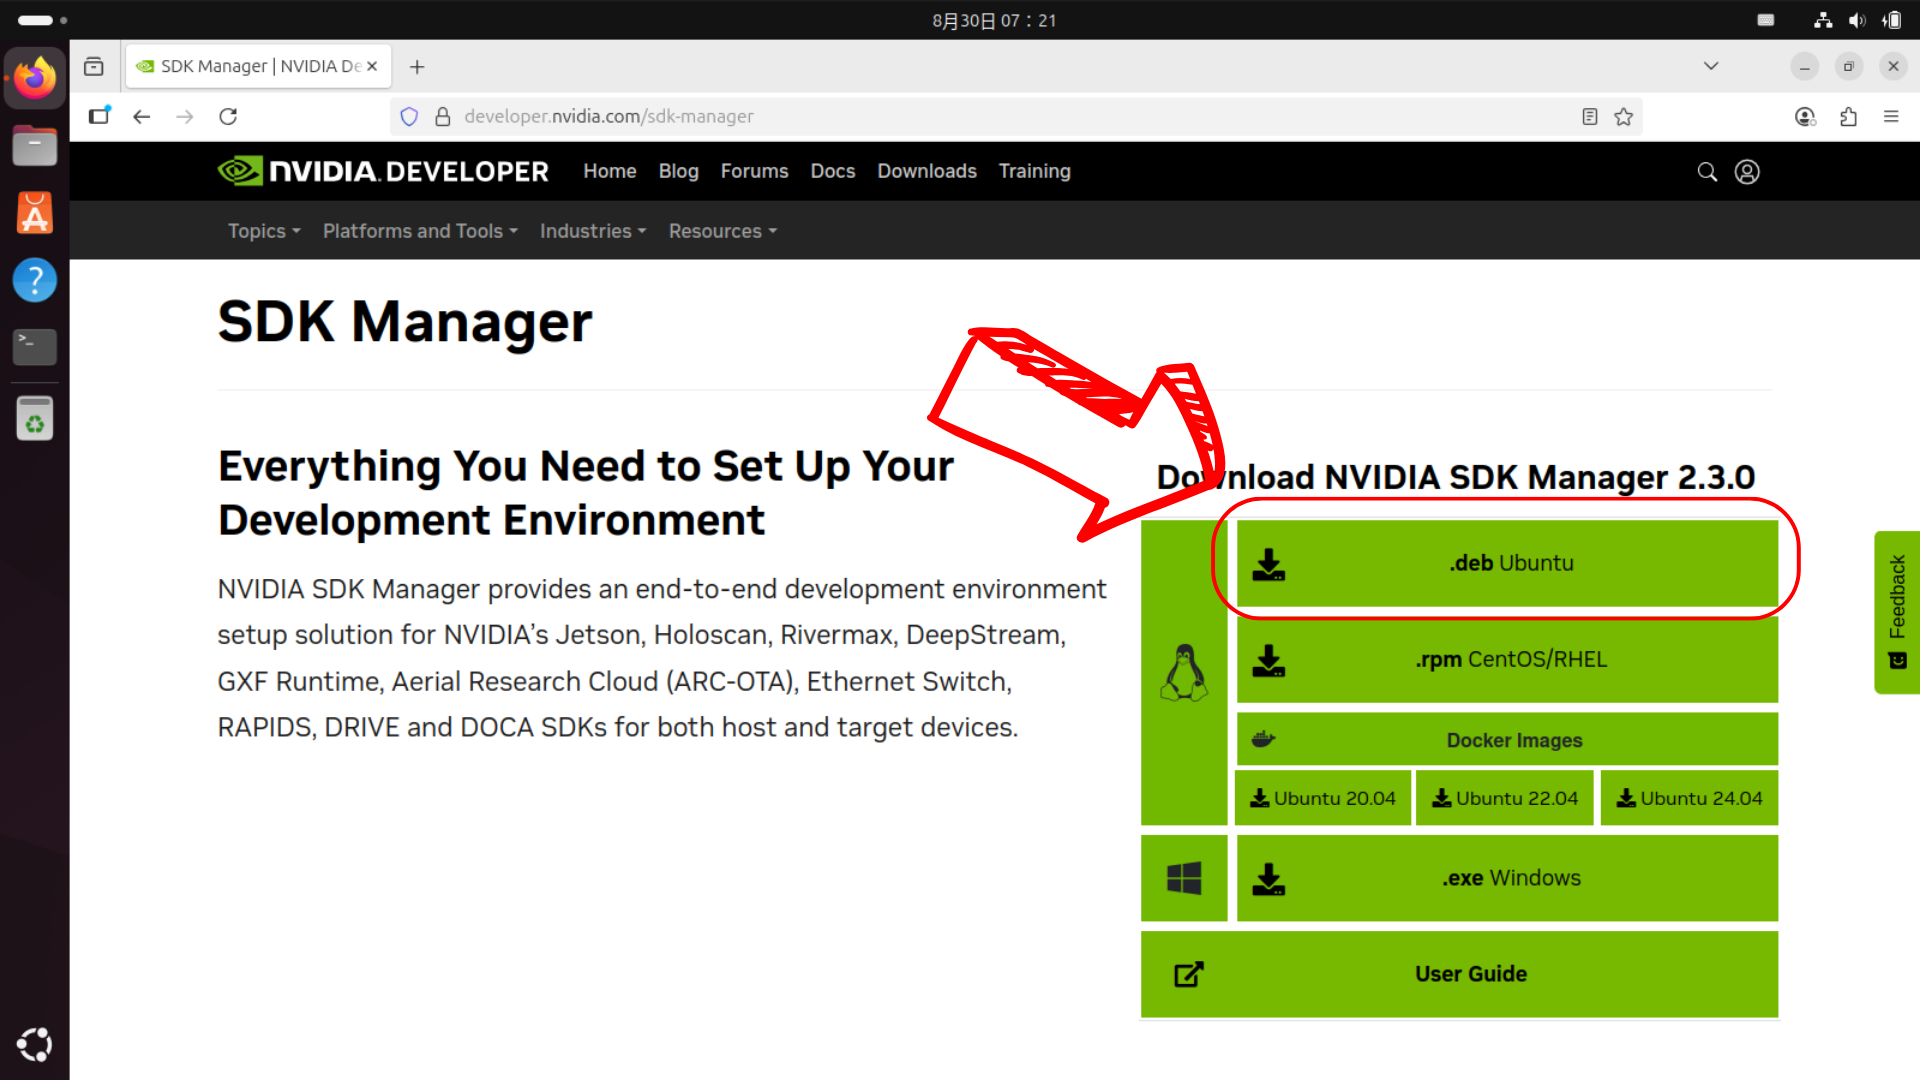 8月30日 07：21
SDK Manager | NVIDIA De
developer.nvidia.com/sdk-manager
NVIDIA. DEVELOPER Home Blog Forums Docs Downloads Training
Topics Platforms and Tools Industries Resources
SDK Manager
Everything You Need to Set Up Your
Development Environment
NVIDIA SDK Manager provides an end-to-end development environment
setup solution for NVIDIA’s Jetson, Holoscan, Rivermax, DeepStream,
GXF Runtime, Aerial Research Cloud (ARC-OTA), Ethernet Switch,
RAPIDS, DRIVE and DOCA SDKs for both host and target devices.
Download NVIDIA SDK Manager 2.3.0
.deb Ubuntu
.rpm CentOS/RHEL
Docker Images
Ubuntu 20.04 Ubuntu 22.04 Ubuntu 24.04
.exe Windows
User Guide
Feedback